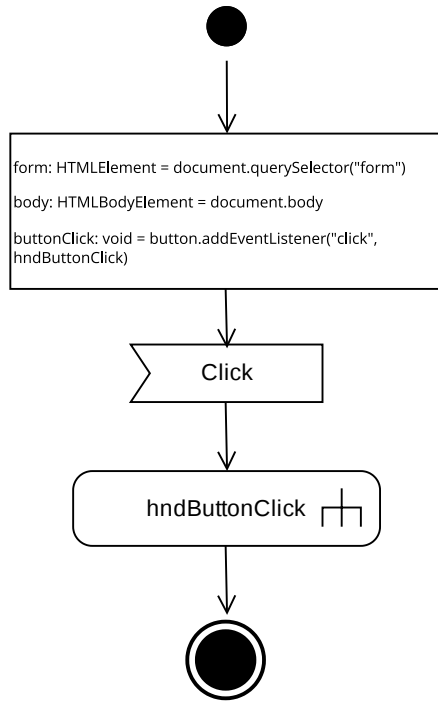 form: HTMLElement = document.querySelector("form")
body: HTMLBodyElement = document.body
buttonClick: void = button.addEventListener("click",
hndButtonClick)
Click
hndButtonClick